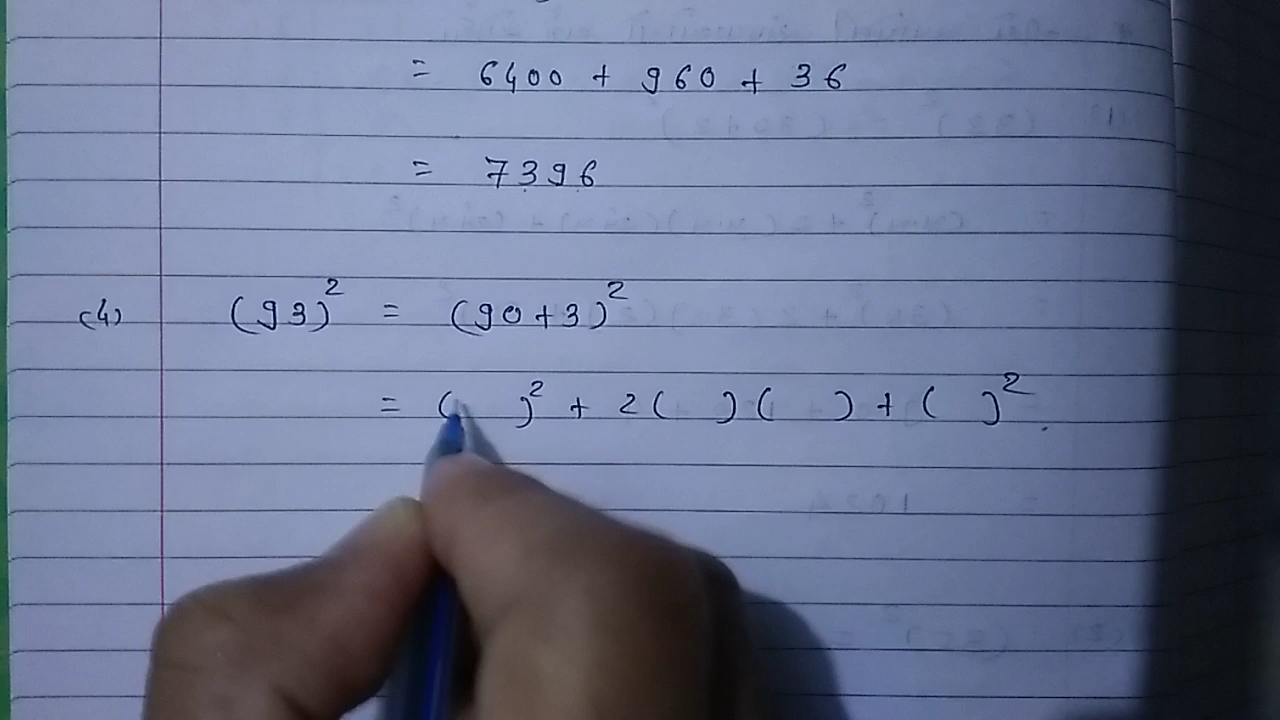 = 6400 + 960 + 36
= 7396
(4) (93)² = (90+3)²
= ( )² + 2( )( ) + ( )²